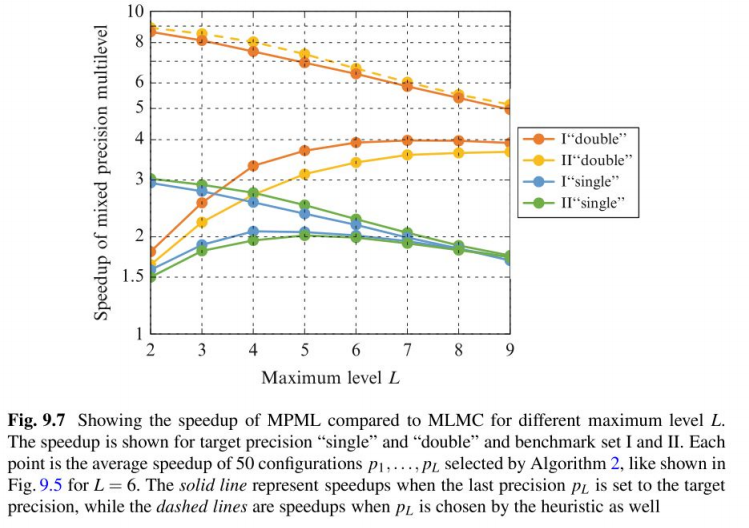 10
8
6
5
4
3
2
1.5
1
Speedup of mixed precision multilevel
2 3 4 5 6 7 8 9
Maximum level L
I“double”
II“double”
I“single”
II“single”
Fig. 9.7 Showing the speedup of MPML compared to MLMC for different maximum level L.
The speedup is shown for target precision “single” and “double” and benchmark set I and II. Each
point is the average speedup of 50 configurations p1,...,pL selected by Algorithm 2, like shown in
Fig. 9.5 for L = 6. The solid line represent speedups when the last precision pL is set to the target
precision, while the dashed lines are speedups when pL is chosen by the heuristic as well